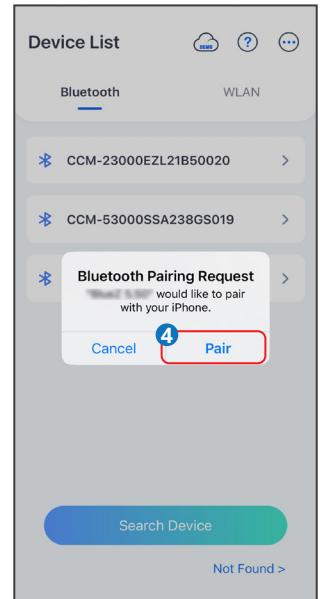 Device List
DEMO
?
Bluetooth
WLAN
CCM-23000EZL21B50020
CCM-53000SSA238GS019
Bluetooth Pairing Request
would like to pair
with your iPhone.
4
Cancel
Pair
Search Device
Not Found >